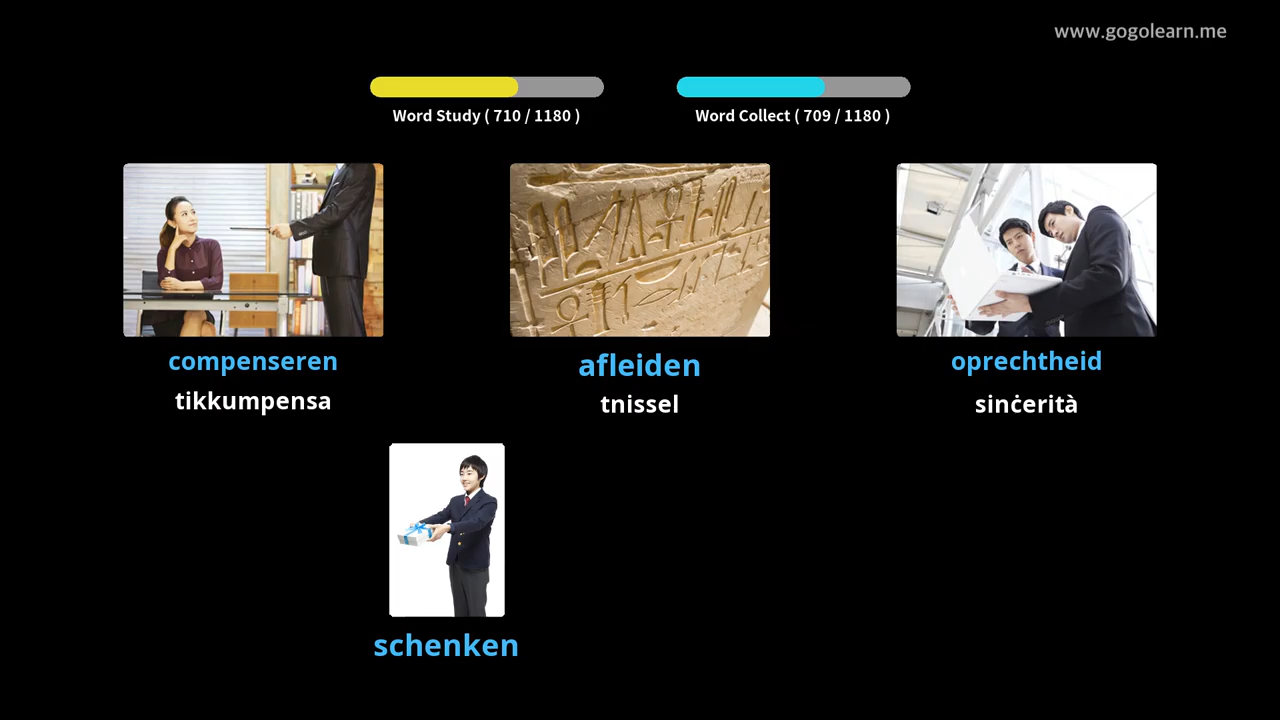 www.gogolearn.me
Word Study ( 710 / 1180 )
Word Collect ( 709 / 1180 )
compenseren
afleiden
oprechtheid
tikkumpensa
tnissel
sinċerità
schenken